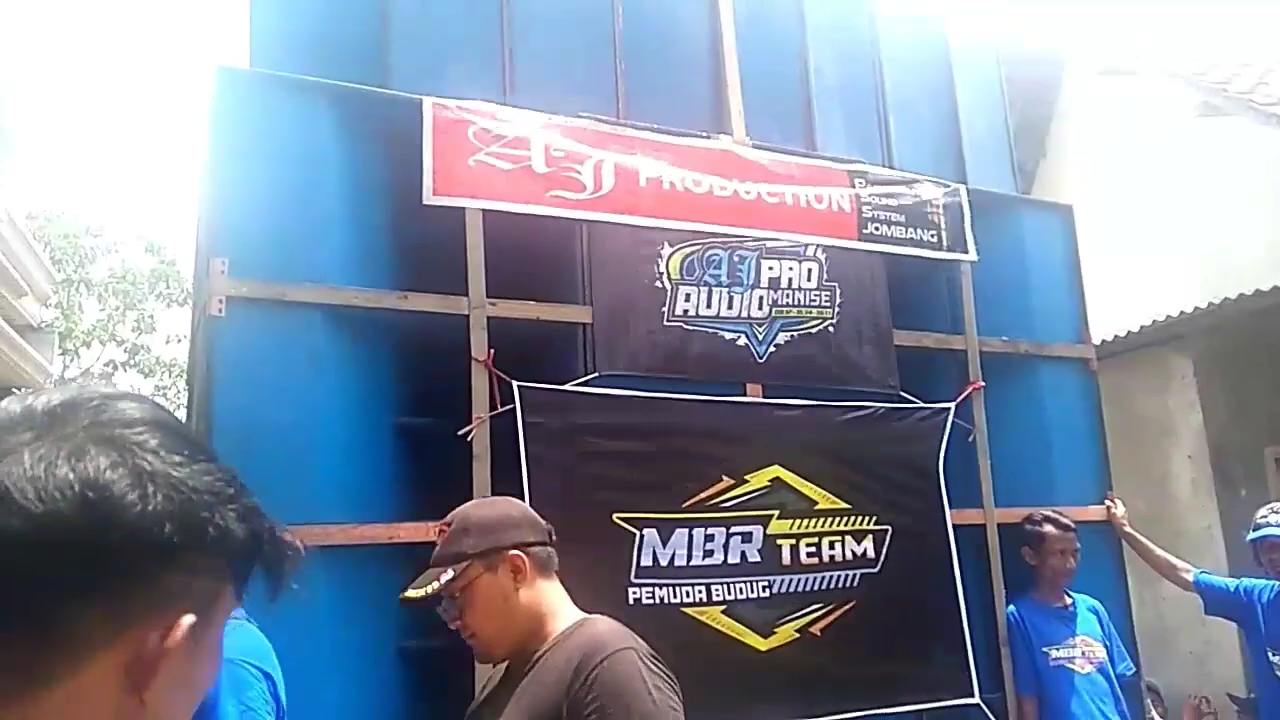 AJ PRODUCTION
SOUND
SYSTEM
JOMBANG
AJ PRO
AUDIO MANISE
MBR TEAM
PEMUDA BUDUG
MBR TEAM